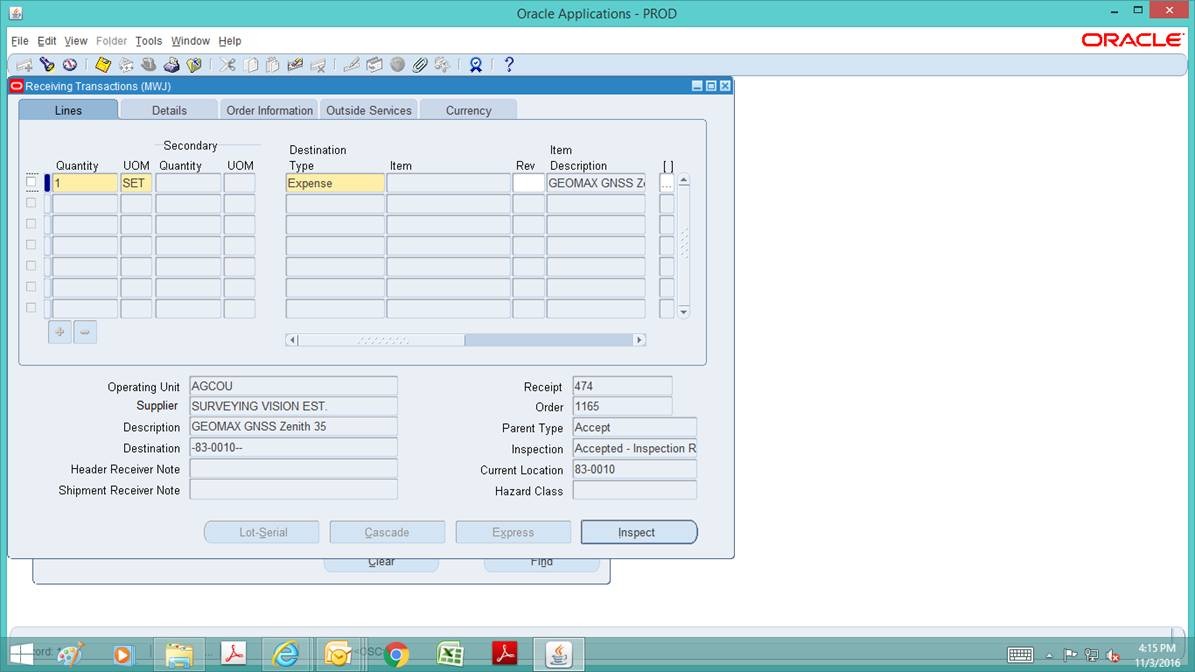 Oracle Applications - PROD
File Edit View Folder Tools Window Help
ORACLE
Receiving Transactions (MWJ)
Lines Details Order Information Outside Services Currency
Secondary
Destination Item
Quantity UOM Quantity UOM Type Item Rev Description [ ]
1 SET Expense GEOMAX GNSS Ze ...
Operating Unit AGCOU Receipt 474
Supplier SURVEYING VISION EST. Order 1165
Description GEOMAX GNSS Zenith 35 Parent Type Accept
Destination -83-0010-- Inspection Accepted - Inspection R
Header Receiver Note Current Location 83-0010
Shipment Receiver Note Hazard Class
Lot-Serial Cascade Express Inspect
Clear Find
4:15 PM
11/3/2016